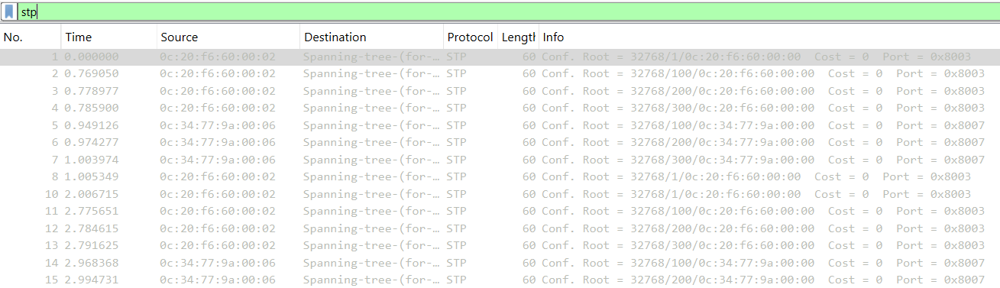 stp
No. Time Source Destination Protocol Length Info
1 0.000000 0c:20:f6:60:00:02 Spanning-tree-(for-… STP 60 Conf. Root = 32768/1/0c:20:f6:60:00:00 Cost = 0 Port = 0x8003
2 0.769050 0c:20:f6:60:00:02 Spanning-tree-(for-… STP 60 Conf. Root = 32768/100/0c:20:f6:60:00:00 Cost = 0 Port = 0x8003
3 0.778977 0c:20:f6:60:00:02 Spanning-tree-(for-… STP 60 Conf. Root = 32768/200/0c:20:f6:60:00:00 Cost = 0 Port = 0x8003
4 0.785900 0c:20:f6:60:00:02 Spanning-tree-(for-… STP 60 Conf. Root = 32768/300/0c:20:f6:60:00:00 Cost = 0 Port = 0x8003
5 0.949126 0c:34:77:9a:00:06 Spanning-tree-(for-… STP 60 Conf. Root = 32768/100/0c:34:77:9a:00:00 Cost = 0 Port = 0x8007
6 0.974277 0c:34:77:9a:00:06 Spanning-tree-(for-… STP 60 Conf. Root = 32768/200/0c:34:77:9a:00:00 Cost = 0 Port = 0x8007
7 1.003974 0c:34:77:9a:00:06 Spanning-tree-(for-… STP 60 Conf. Root = 32768/300/0c:34:77:9a:00:00 Cost = 0 Port = 0x8007
8 1.005349 0c:20:f6:60:00:02 Spanning-tree-(for-… STP 60 Conf. Root = 32768/1/0c:20:f6:60:00:00 Cost = 0 Port = 0x8003
10 2.006715 0c:20:f6:60:00:02 Spanning-tree-(for-… STP 60 Conf. Root = 32768/1/0c:20:f6:60:00:00 Cost = 0 Port = 0x8003
11 2.775651 0c:20:f6:60:00:02 Spanning-tree-(for-… STP 60 Conf. Root = 32768/100/0c:20:f6:60:00:00 Cost = 0 Port = 0x8003
12 2.784615 0c:20:f6:60:00:02 Spanning-tree-(for-… STP 60 Conf. Root = 32768/200/0c:20:f6:60:00:00 Cost = 0 Port = 0x8003
13 2.791625 0c:20:f6:60:00:02 Spanning-tree-(for-… STP 60 Conf. Root = 32768/300/0c:20:f6:60:00:00 Cost = 0 Port = 0x8003
14 2.968368 0c:34:77:9a:00:06 Spanning-tree-(for-… STP 60 Conf. Root = 32768/100/0c:34:77:9a:00:00 Cost = 0 Port = 0x8007
15 2.994731 0c:34:77:9a:00:06 Spanning-tree-(for-… STP 60 Conf. Root = 32768/200/0c:34:77:9a:00:00 Cost = 0 Port = 0x8007